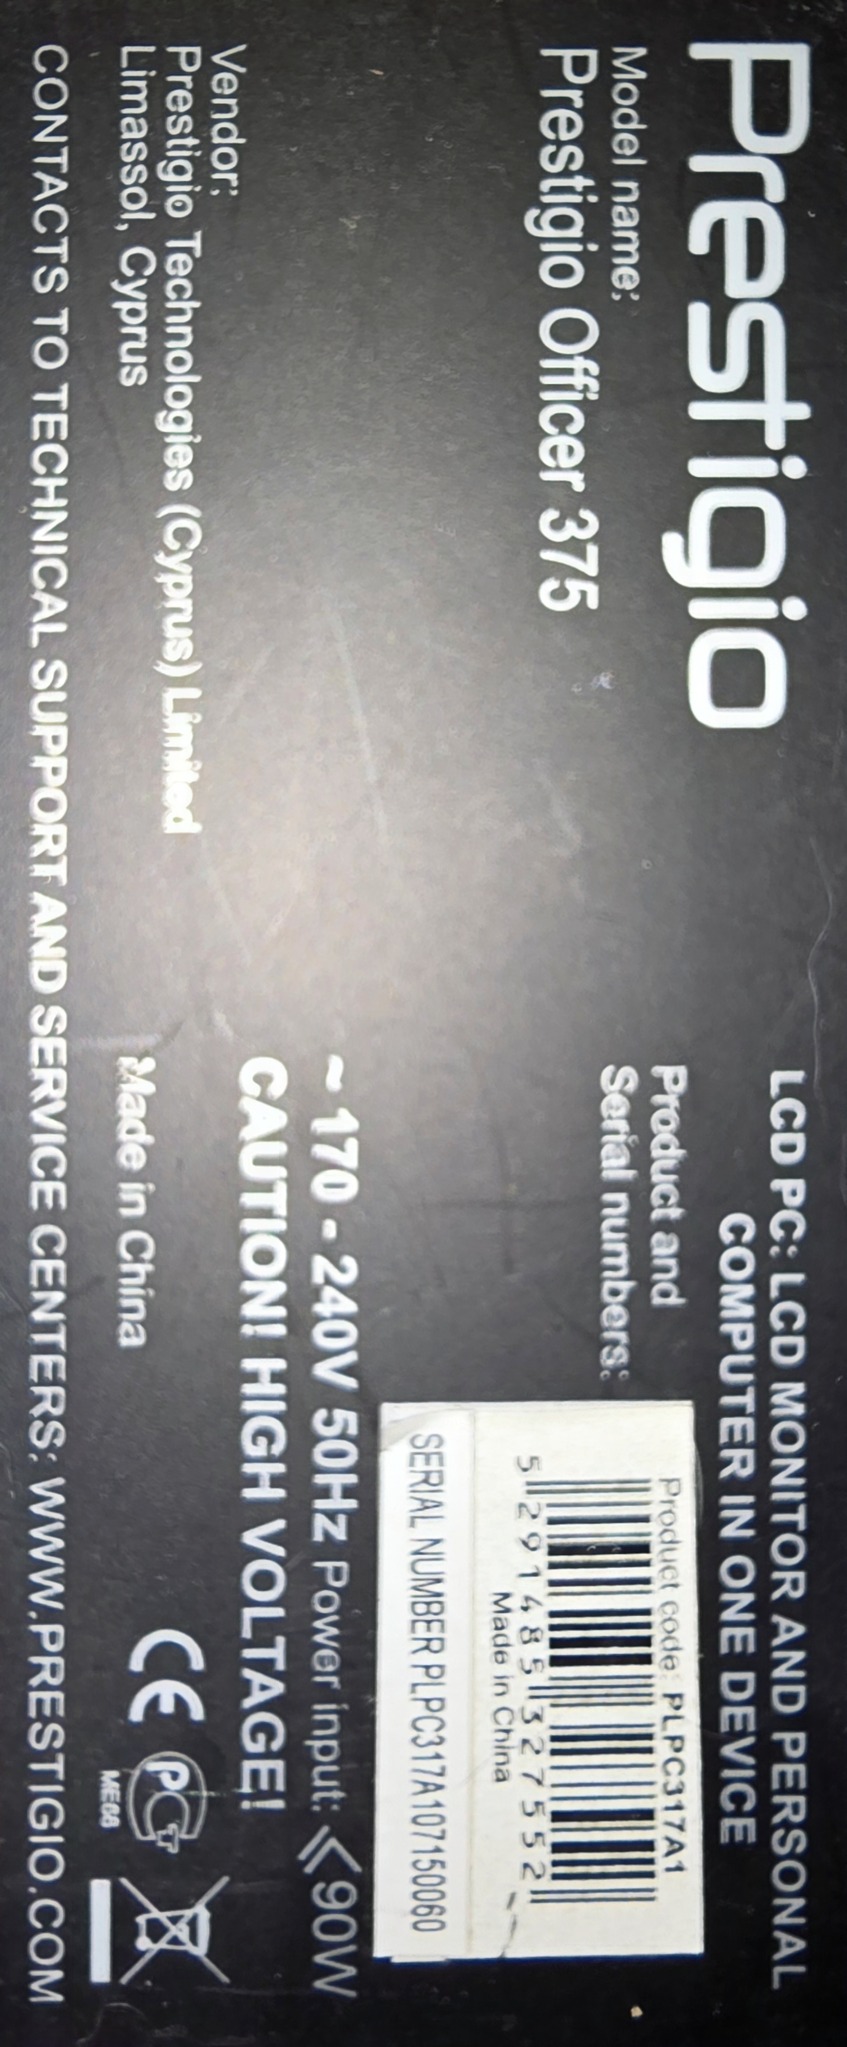 Prestigio
LCD PC: LCD MONITOR AND PERSONAL
COMPUTER IN ONE DEVICE
Model name:
Prestigio Officer 375
Product and
Serial numbers:
Product code: PLPC317A1
5 291485 327552
Made in China
SERIAL NUMBER PLPC317A107150060
~ 170 - 240V 50Hz Power input: ≤90W
CAUTION! HIGH VOLTAGE!
Vendor:
Prestigio Technologies (Cyprus) Limited
Limassol, Cyprus
Made in China
CE PCT
ME06
CONTACTS TO TECHNICAL SUPPORT AND SERVICE CENTERS: WWW.PRESTIGIO.COM